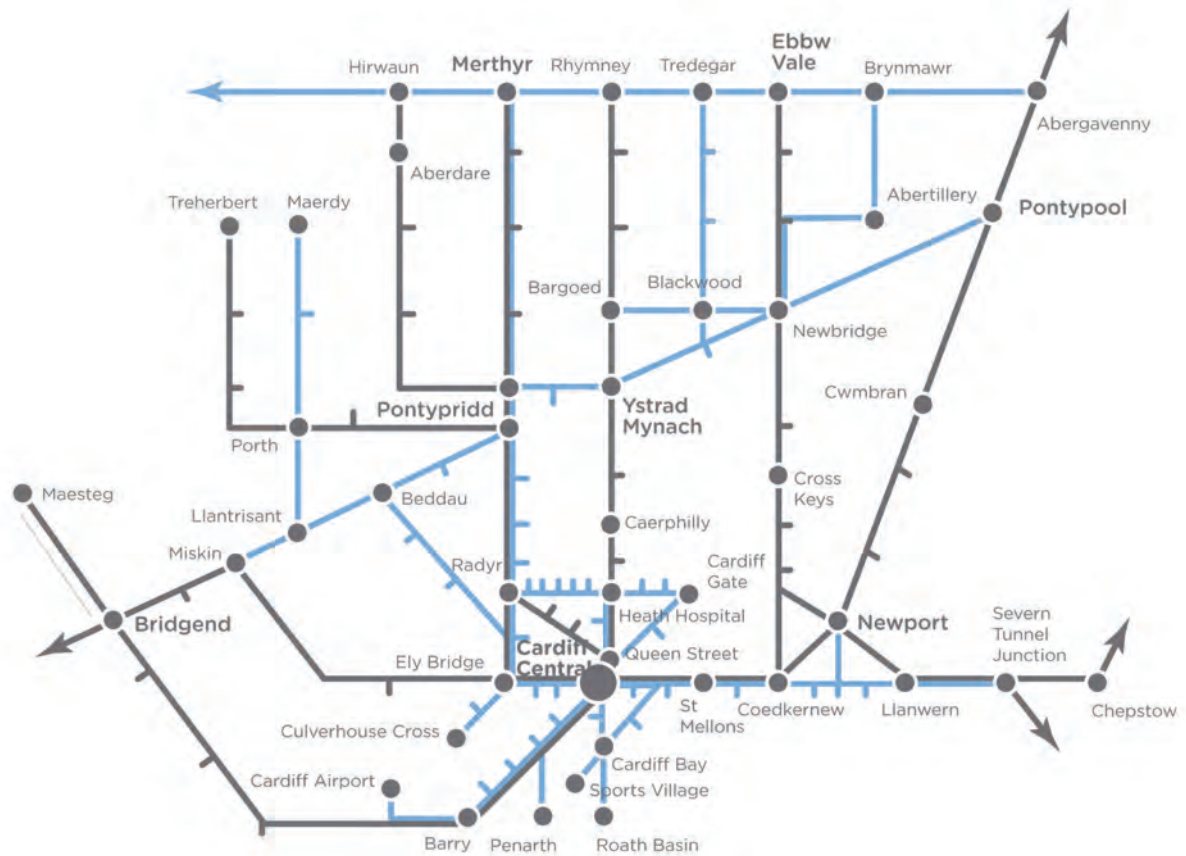 Ebbw
Vale
Hirwaun
Merthyr
Rhymney
Tredegar
Brynmawr
Abergavenny
Aberdare
Treherbert
Maerdy
Abertillery
Pontypool
Bargoed
Blackwood
Newbridge
Cwmbran
Pontypridd
Ystrad
Mynach
Porth
Cross
Keys
Maesteg
Beddau
Llantrisant
Caerphilly
Miskin
Radyr
Cardiff
Gate
Bridgend
Heath Hospital
Newport
Severn
Tunnel
Junction
Ely Bridge
Cardiff
Central
Queen Street
St
Mellons
Coedkernew
Llanwern
Chepstow
Culverhouse Cross
Cardiff Bay
Cardiff Airport
Sports Village
Barry
Penarth
Roath Basin